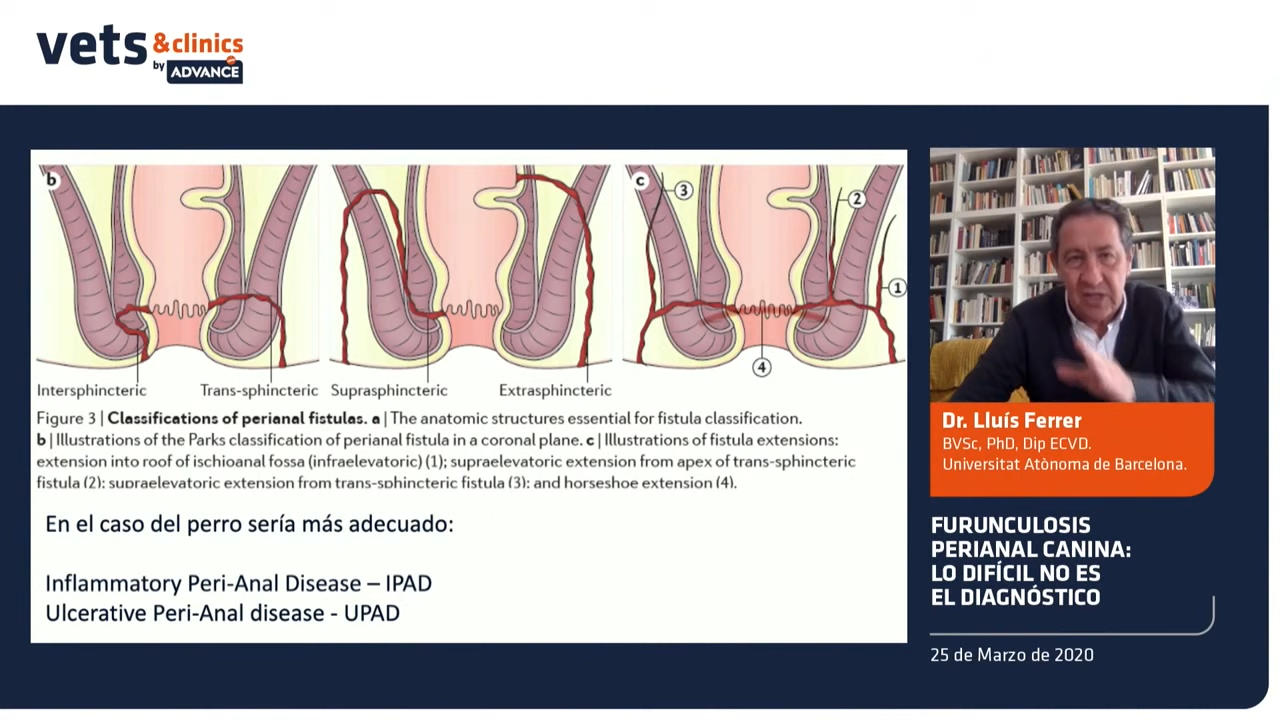 vets &clinics
by ADVANCE
b
c
3
2
1
4
Intersphincteric
Trans-sphincteric
Suprasphincteric
Extrasphincteric
Figure 3 | Classifications of perianal fistulas. a | The anatomic structures essential for fistula classification.
b | Illustrations of the Parks classification of perianal fistula in a coronal plane. c | Illustrations of fistula extensions:
extension into roof of ischioanal fossa (infraelevatoric) (1); supraelevatoric extension from apex of trans-sphincteric
fistula (2); supraelevatoric extension from trans-sphincteric fistula (3); and horseshoe extension (4).
En el caso del perro sería más adecuado:
Inflammatory Peri-Anal Disease – IPAD
Ulcerative Peri-Anal disease - UPAD
Dr. Lluís Ferrer
BVSc, PhD, Dip ECVD.
Universitat Atònoma de Barcelona.
FURUNCULOSIS
PERIANAL CANINA:
LO DIFÍCIL NO ES
EL DIAGNÓSTICO
25 de Marzo de 2020